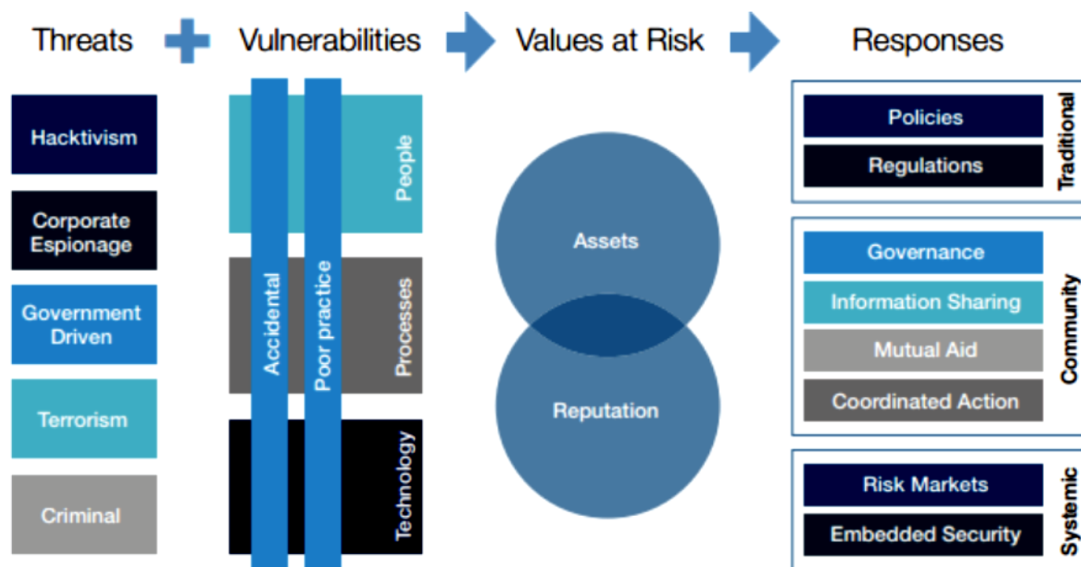 Threats
Vulnerabilities
Values at Risk
Responses
Hacktivism
Corporate
Espionage
Government
Driven
Terrorism
Criminal
Accidental
Poor practice
People
Processes
Technology
Assets
Reputation
Policies
Regulations
Traditional
Governance
Information Sharing
Mutual Aid
Coordinated Action
Community
Risk Markets
Embedded Security
Systemic